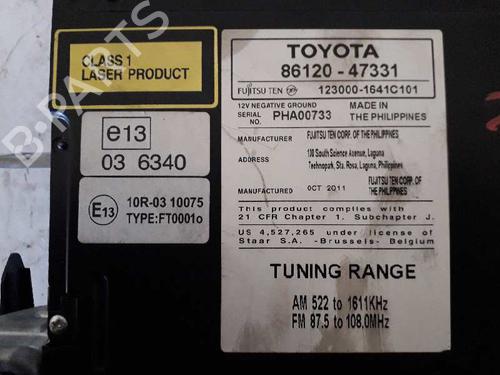 CLASS 1
LASER PRODUCT
e13
03 6340
E13
10R-03 10075
TYPE:FT0001o
TOYOTA
86120 - 47331
FUJITSU TEN 123000-1641C101
12V NEGATIVE GROUND
SERIAL NO. PHA00733
MADE IN THE PHILIPPINES
MANUFACTURER FUJITSU TEN CORP. OF THE PHILIPPINES
ADDRESS
130 South Science Avenue, Laguna
Technopark, Sta. Rosa, Laguna, Philippines.
MANUFACTURED OCT 2011
FUJITSU TEN CORP. OF THE PHILIPPINES
This product complies with
21 CFR Chapter 1. Subchapter J.
US 4,527,265 under license of
Staar S.A. -Brussels- Belgium
TUNING RANGE
AM 522 to 1611KHz
FM 87.5 to 108.0MHz
B-PARTS